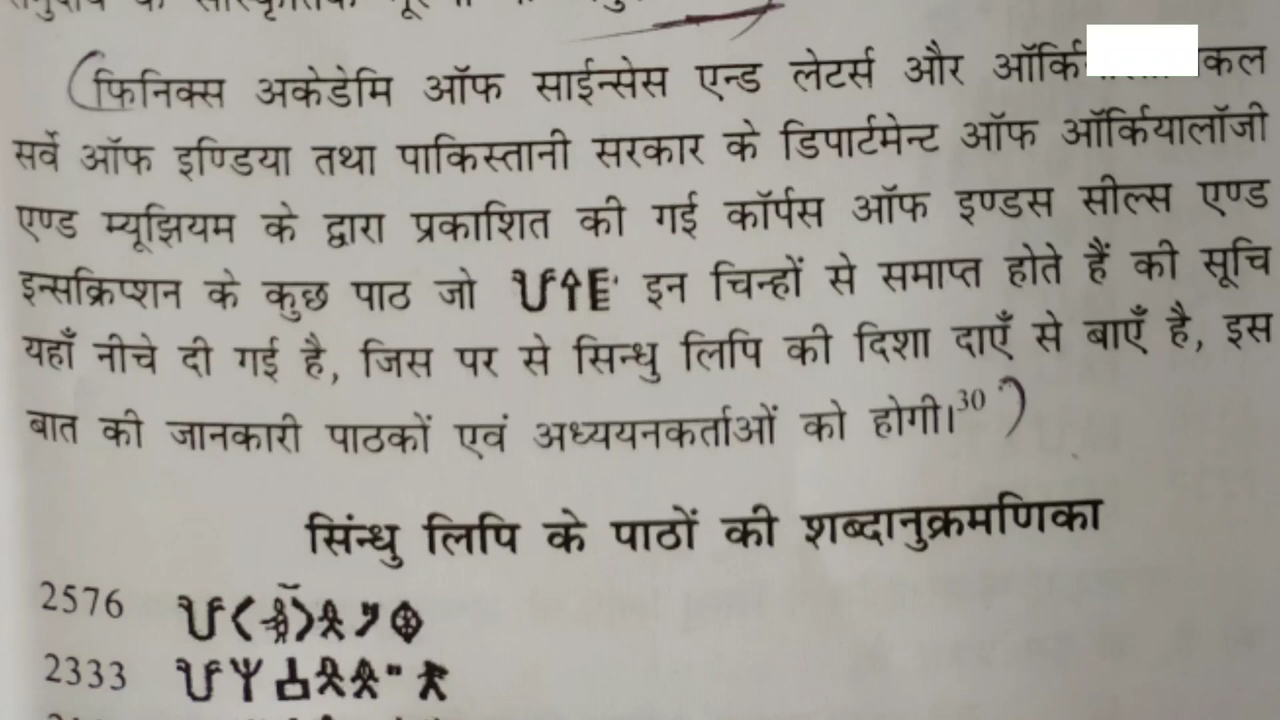 फिनिक्स अकेडेमि ऑफ साईन्सेस एन्ड लेटर्स और
सर्वे ऑफ इण्डिया तथा पाकिस्तानी सरकार के डिपार्टमेन्ट ऑफ ऑर्कियालॉजी
एण्ड म्यूझियम के द्वारा प्रकाशित की गई कॉर्पस ऑफ इण्डस सील्स एण्ड
इन्सक्रिप्शन के कुछ पाठ जो इन चिन्हों से समाप्त होते हैं की सूचि
यहाँ नीचे दी गई है, जिस पर से सिन्धु लिपि की दिशा दाएँ से बाएँ है, इस
बात की जानकारी पाठकों एवं अध्ययनकर्ताओं को होगी।30
सिंन्धु लिपि के पाठों की शब्दानुक्रमणिका
2576
2333